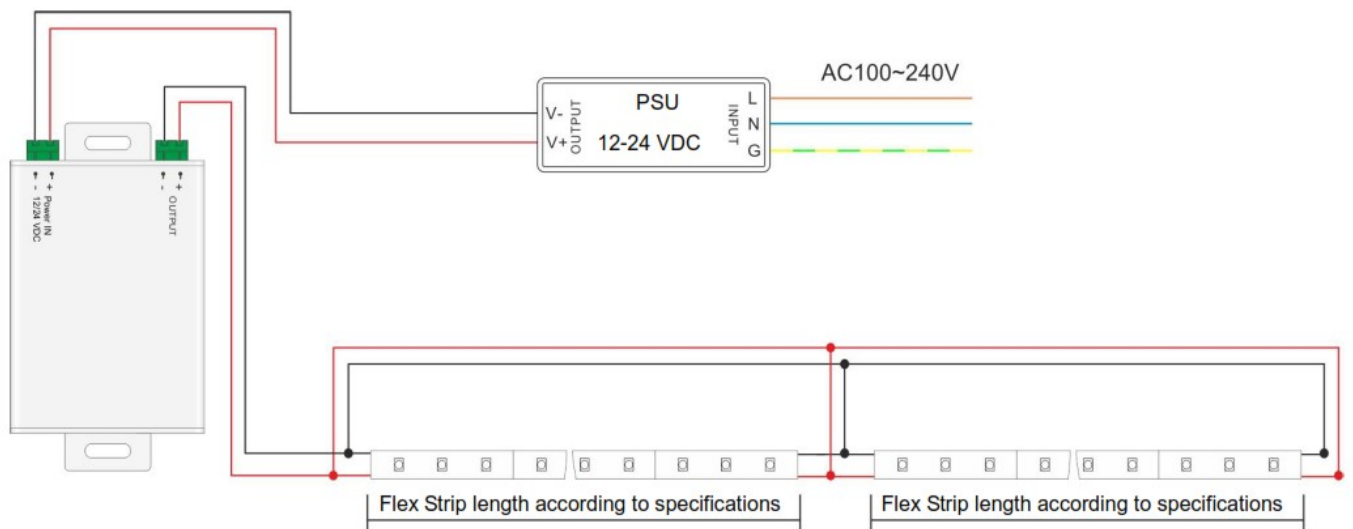 AC100~240V
V-
V+
OUTPUT
PSU
12-24 VDC
INPUT
L
N
G
+ Power IN
- 12/24 VDC
+ OUTPUT
-
Flex Strip length according to specifications
Flex Strip length according to specifications